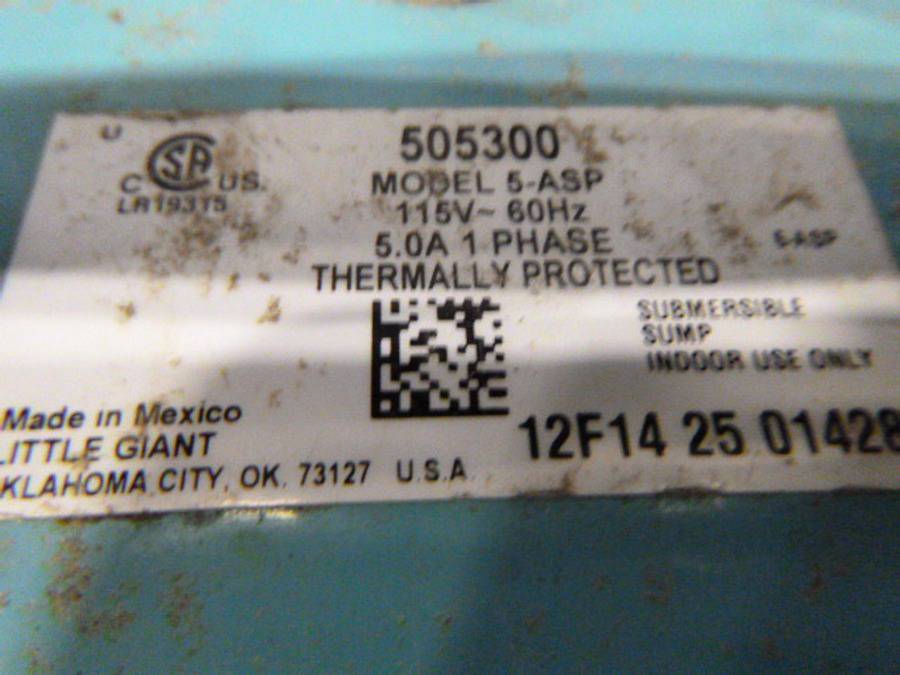 U
C SA US.
LR19315
505300
MODEL 5-ASP
115V~ 60Hz
5.0A 1 PHASE
THERMALLY PROTECTED
5-ASP
SUBMERSIBLE
SUMP
INDOOR USE ONLY
Made in Mexico
LITTLE GIANT
KLAHOMA CITY, OK. 73127 U.S.A.
12F14 25 01428